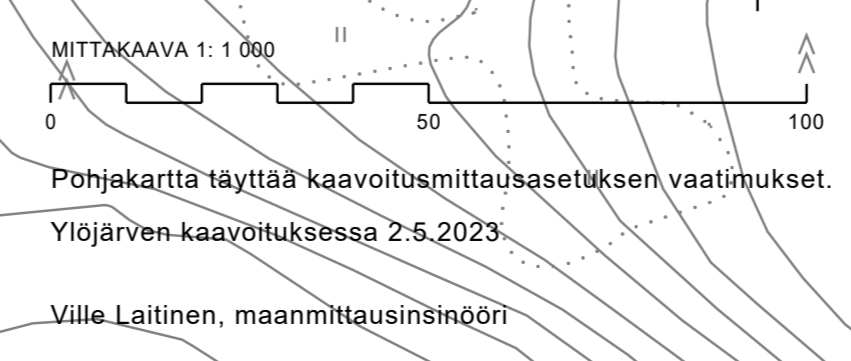 MITTAKAAVA 1: 1 000
II
0 50 100
Pohjakartta täyttää kaavoitusmittausasetuksen vaatimukset.
Ylöjärven kaavoituksessa 2.5.2023
Ville Laitinen, maanmittausinsinööri